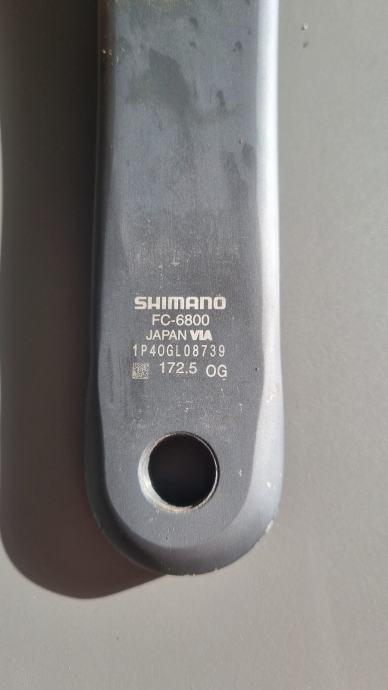 SHIMANO
FC-6800
JAPAN VIA
1P40GL08739
172.5 OG